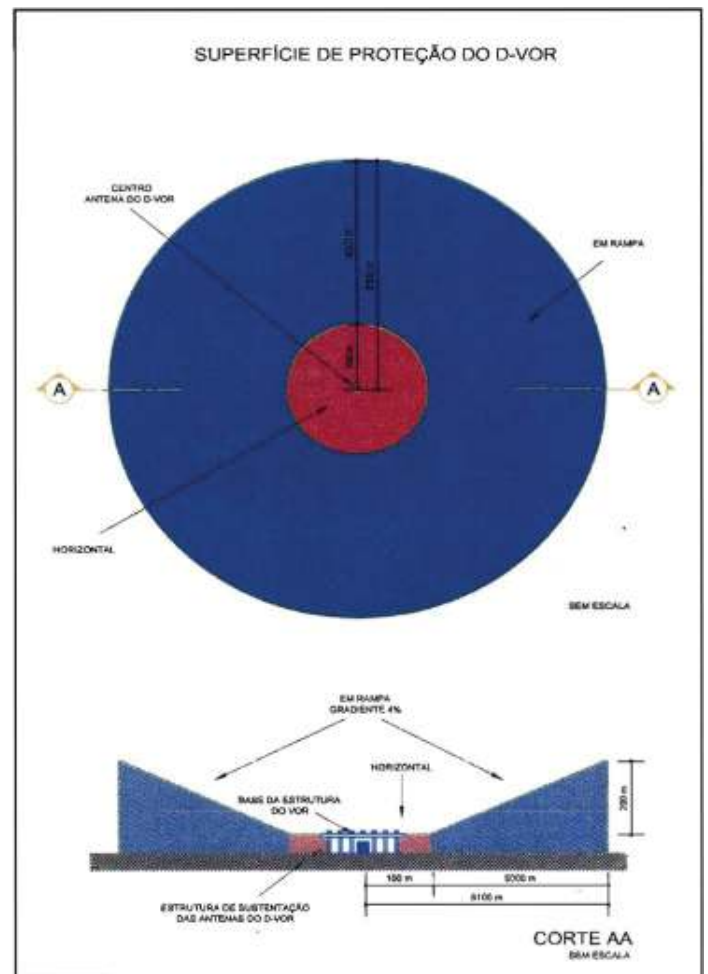 SUPERFÍCIE DE PROTEÇÃO DO D-VOR
CENTRO
ANTENA DO D-VOR
EM RAMPA
A
A
HORIZONTAL
SEM ESCALA
EM RAMPA
GRADIENTE 4%
HORIZONTAL
BASE DA ESTRUTURA
DO VOR
200 m
100 m
5000 m
5100 m
ESTRUTURA DE SUSTENTAÇÃO
DAS ANTENAS DO D-VOR
CORTE AA
SEM ESCALA